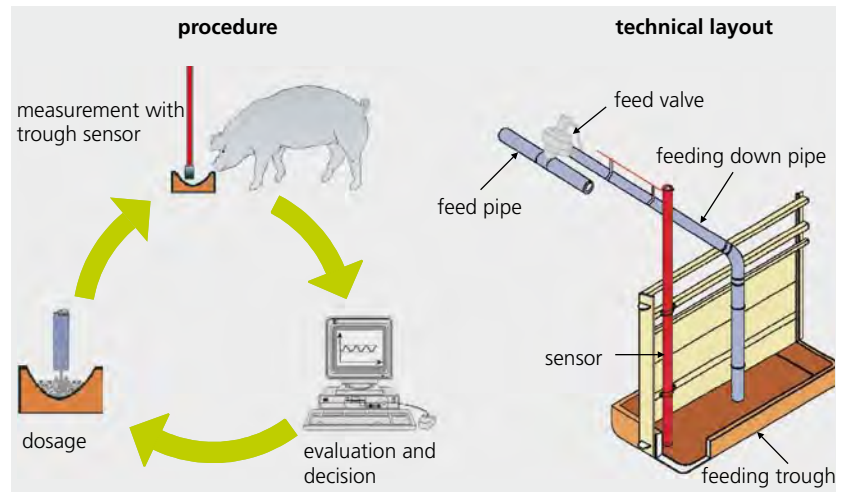 procedure
measurement with
trough sensor
dosage
evaluation and
decision
technical layout
feed valve
feeding down pipe
feed pipe
sensor
feeding trough